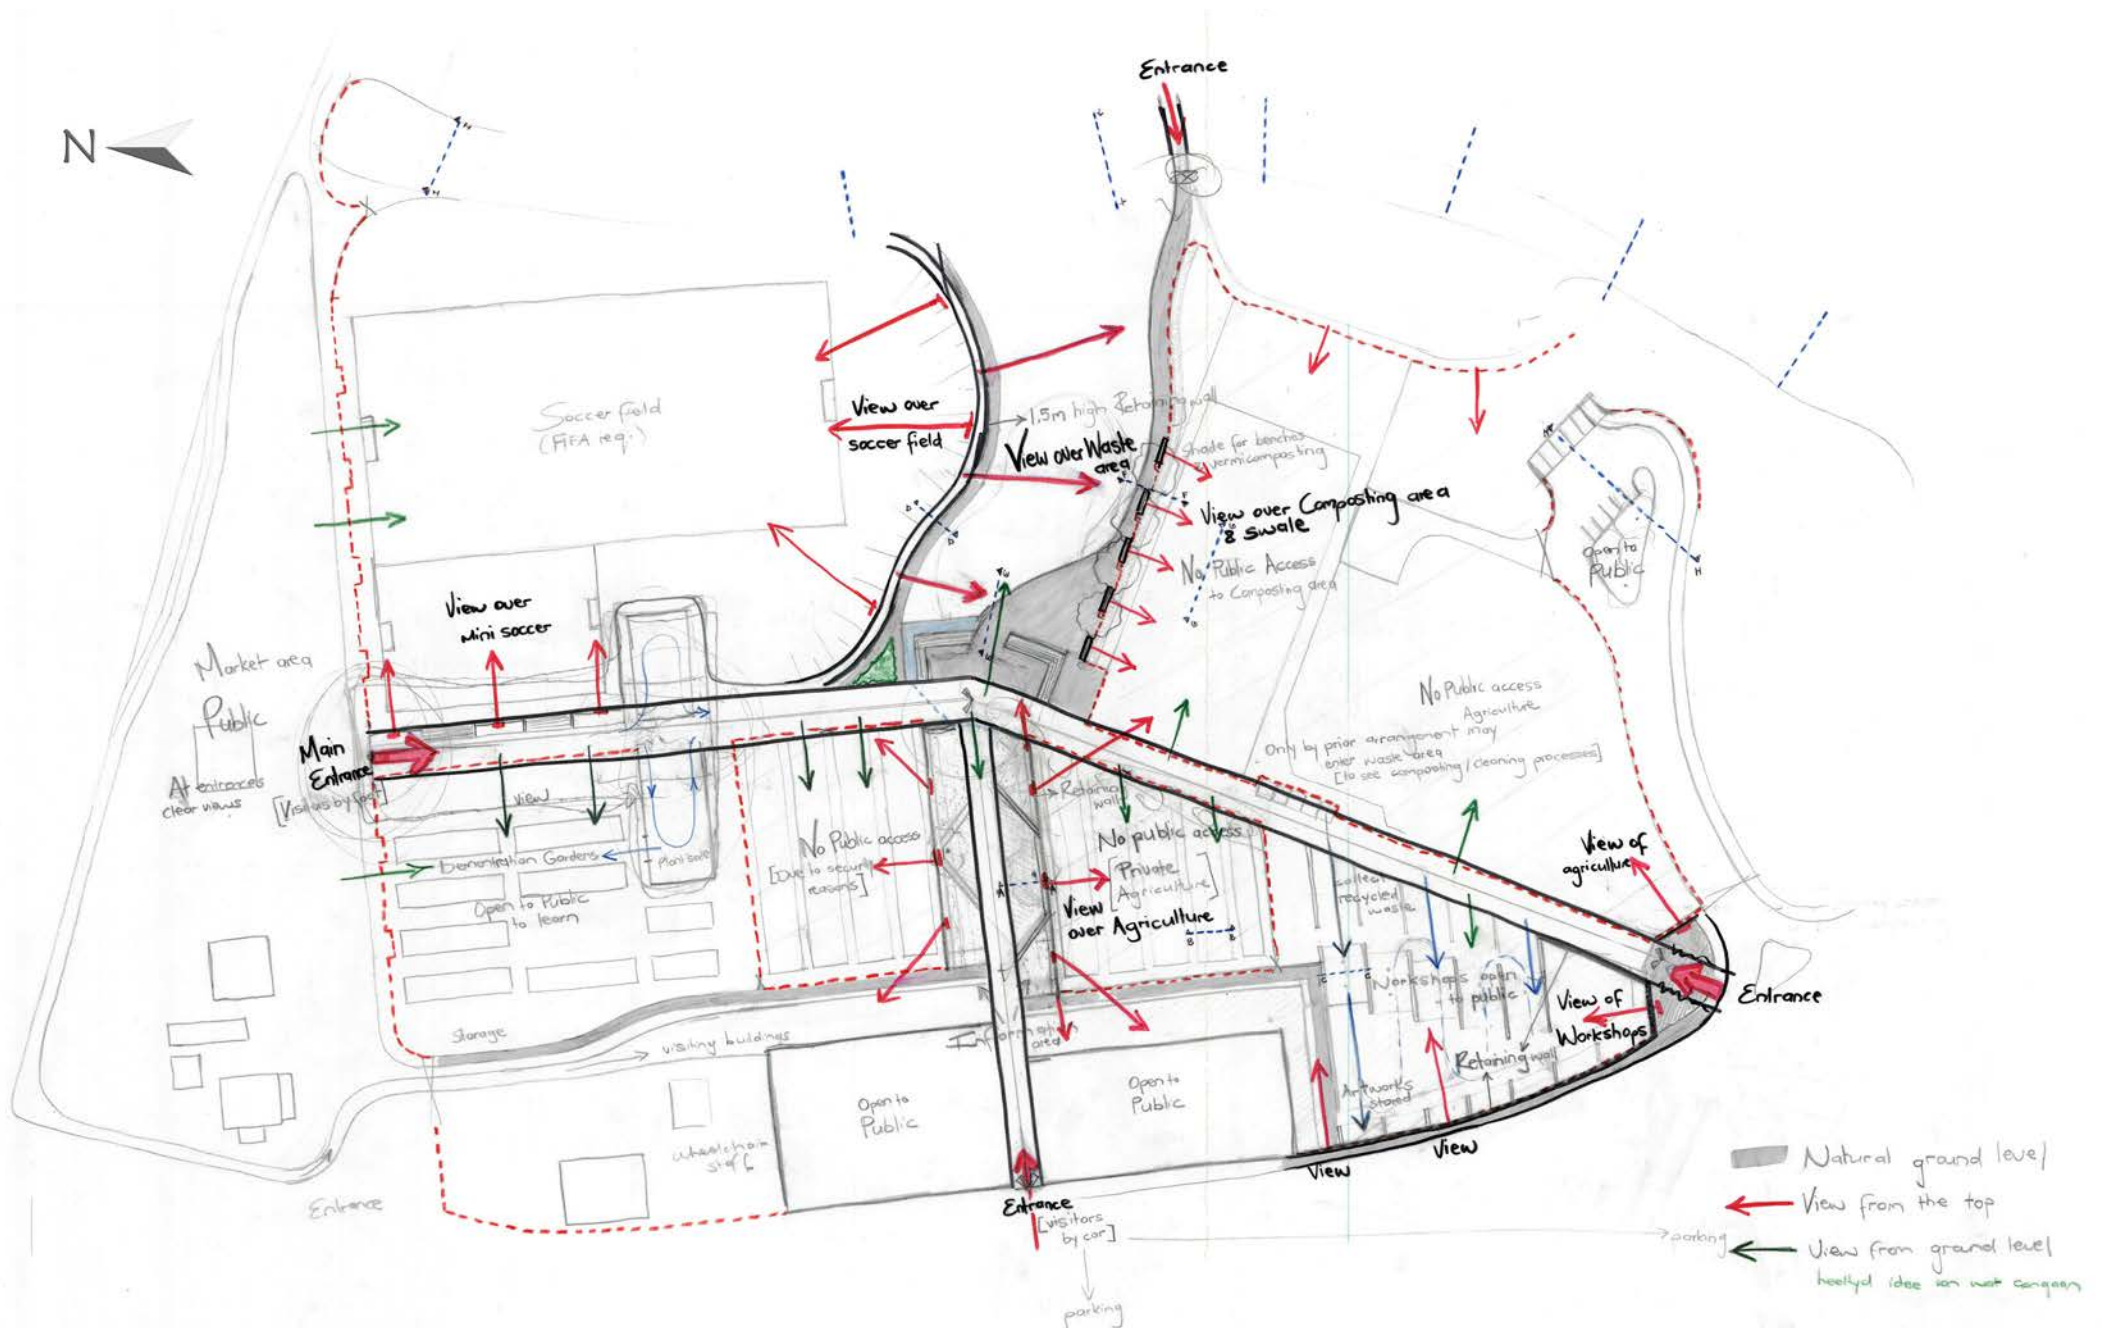 Entrance
N
Soccer field
(FIFA req.)
View over
soccer field
1,5m high Retaining wall
View over Waste
area
Shade for benches
vermicomposting
View over Composting area
& swale
No Public Access
to Composting area
Open to
Public
View over
Mini soccer
Market area
Public
At entrances
clear views
Main
Entrance
[Visitors by foot]
view
Demonstration Gardens
Plant sale
Open to Public
to learn
No Public access
[Due to security
reasons]
Retaining
wall
No public access
[Private
Agriculture]
View
over Agriculture
No Public access
Agriculture
Only by prior arrangement may
enter waste area
[to see composting / cleaning processes]
View of
agriculture
collect
recycled
waste
Workshops open
to public
View of
Workshops
Entrance
Retaining wall
Artworks
stored
Storage
visiting buildings
Information
area
Open to
Public
Open to
Public
Entrance
View
View
Entrance
[visitors
by car]
parking
parking
Natural ground level
View from the top
View from ground level